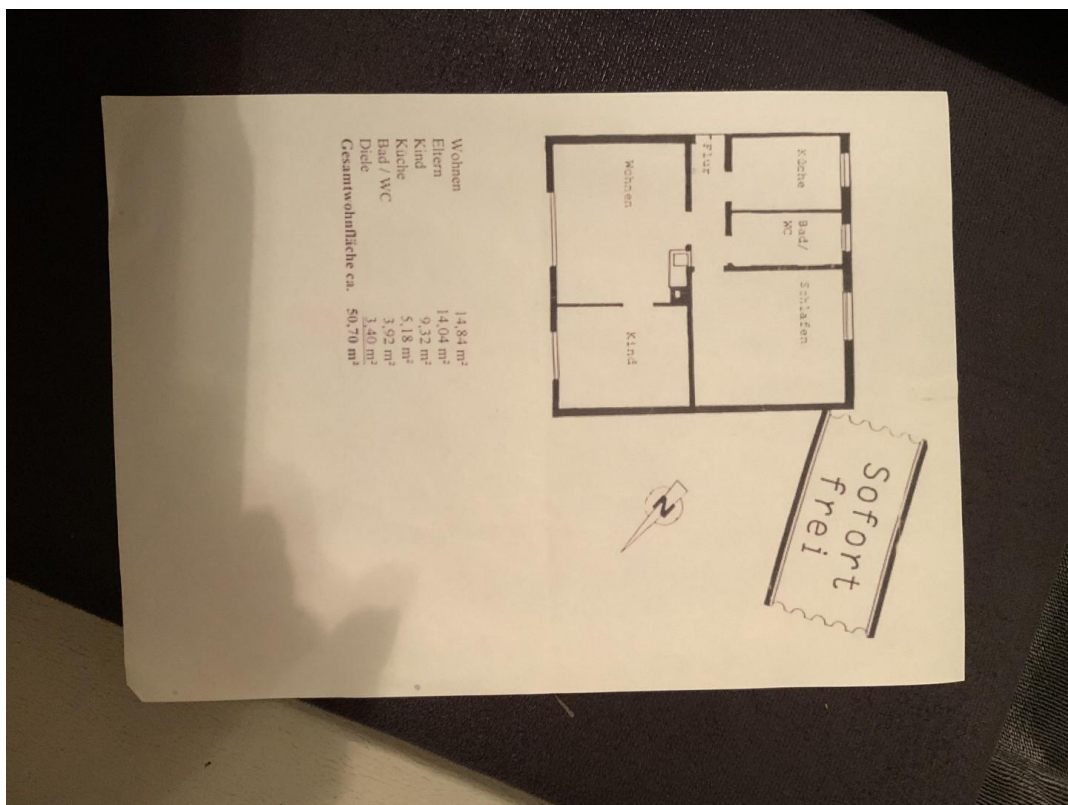 Küche
Bad/
WC
Schlafen
Flur
Wohnen
Kind
Sofort
frei
N
Wohnen 14,84 m²
Eltern 14,04 m²
Kind 9,32 m²
Küche 5,18 m²
Bad / WC 3,92 m²
Diele 3,40 m²
Gesamtwohnfläche ca. 50,70 m²